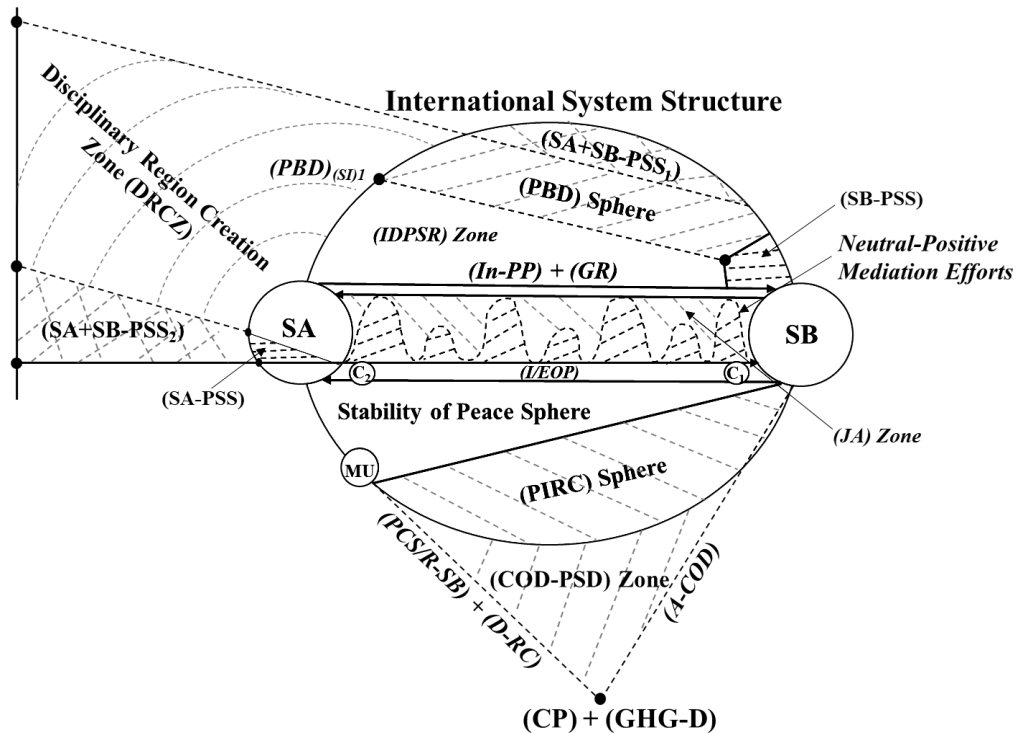 International System Structure
Disciplinary Region Creation
Zone (DRCZ)
(SA+SB-PSS1)
(PBD)(SI)1
(PBD) Sphere
(SB-PSS)
(IDPSR) Zone
Neutral-Positive
Mediation Efforts
(In-PP) + (GR)
(SA+SB-PSS2)
SA
SB
(SA-PSS)
C2
(I/EOP)
C1
Stability of Peace Sphere
(JA) Zone
MU
(PIRC) Sphere
(PCS/R-SB) + (D-RC)
(COD-PSD) Zone
(A-COD)
(CP) + (GHG-D)